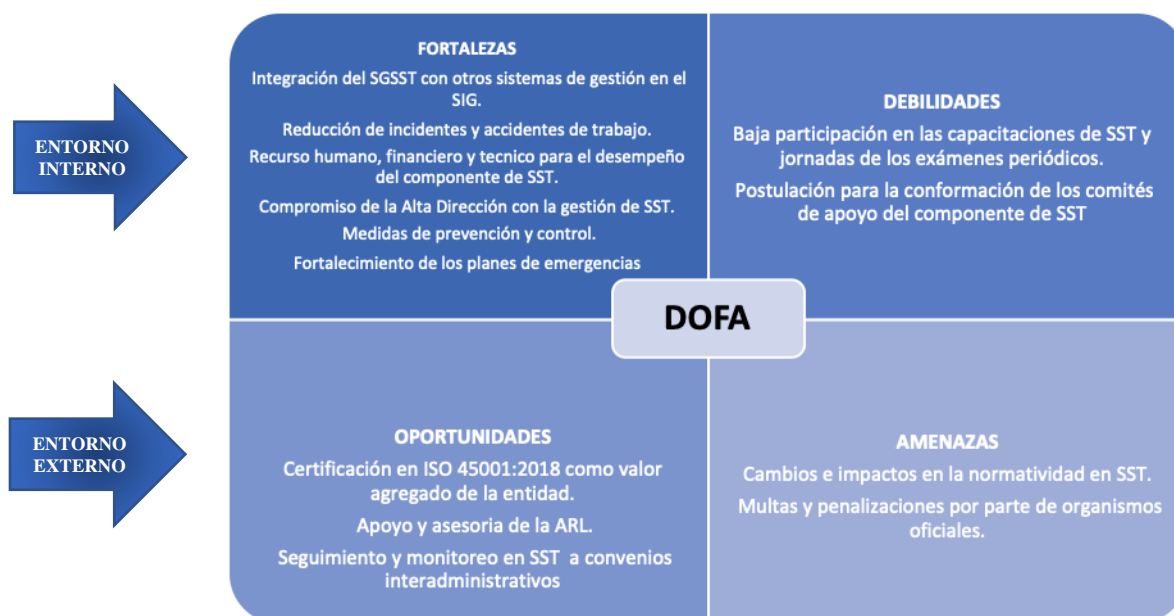 ENTORNO
INTERNO
FORTALEZAS
Integración del SGSST con otros sistemas de gestión en el
SIG.
Reducción de incidentes y accidentes de trabajo.
Recurso humano, financiero y tecnico para el desempeño
del componente de SST.
Compromiso de la Alta Dirección con la gestión de SST.
Medidas de prevención y control.
Fortalecimiento de los planes de emergencias
DEBILIDADES
Baja participación en las capacitaciones de SST y
jornadas de los exámenes periódicos.
Postulación para la conformación de los comités
de apoyo del componente de SST
DOFA
ENTORNO
EXTERNO
OPORTUNIDADES
Certificación en ISO 45001:2018 como valor
agregado de la entidad.
Apoyo y asesoria de la ARL.
Seguimiento y monitoreo en SST a convenios
interadministrativos
AMENAZAS
Cambios e impactos en la normatividad en SST.
Multas y penalizaciones por parte de organismos
oficiales.